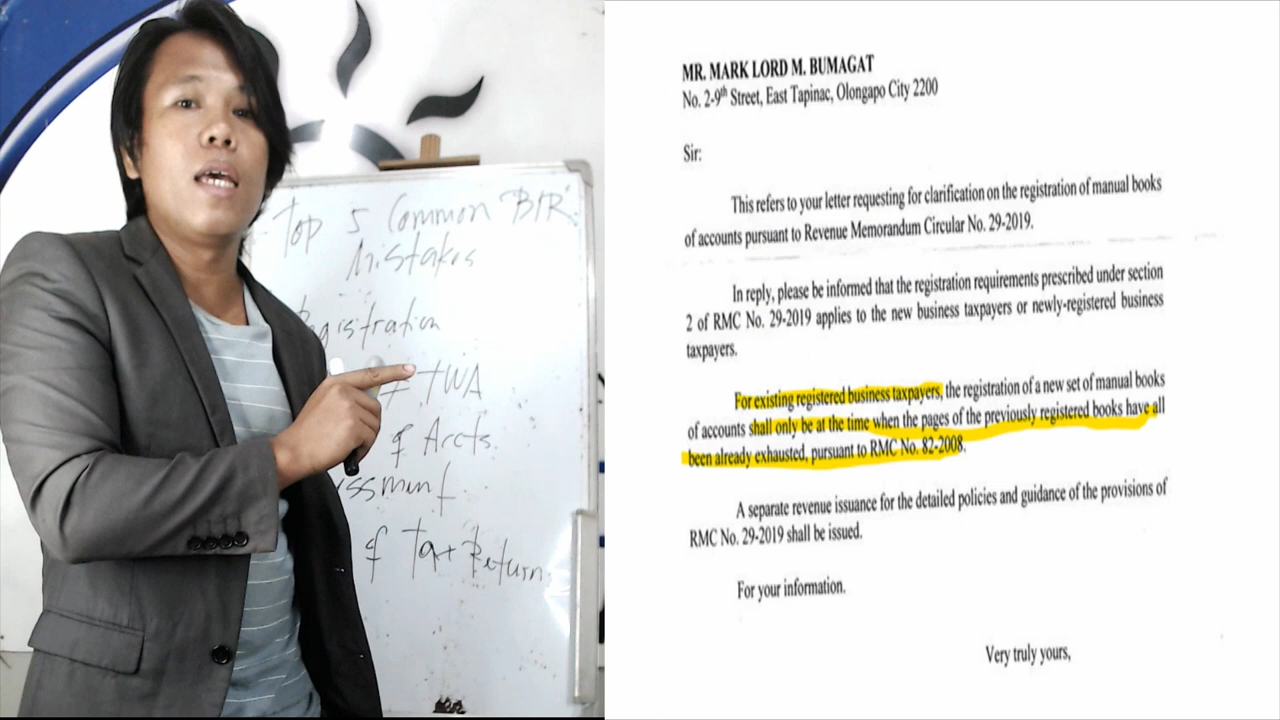 Top 5 Common BIR
Mistakes
gistration
f TWA
of Accts.
ssment
of Tax Return
MR. MARK LORD M. BUMAGAT
No. 2-9th Street, East Tapinac, Olongapo City 2200
Sir:
This refers to your letter requesting for clarification on the registration of manual books
of accounts pursuant to Revenue Memorandum Circular No. 29-2019.
In reply, please be informed that the registration requirements prescribed under section
2 of RMC No. 29-2019 applies to the new business taxpayers or newly-registered business
taxpayers.
For existing registered business taxpayers, the registration of a new set of manual books
of accounts shall only be at the time when the pages of the previously registered books have all
been already exhausted, pursuant to RMC No. 82-2008.
A separate revenue issuance for the detailed policies and guidance of the provisions of
RMC No. 29-2019 shall be issued.
For your information.
Very truly yours,